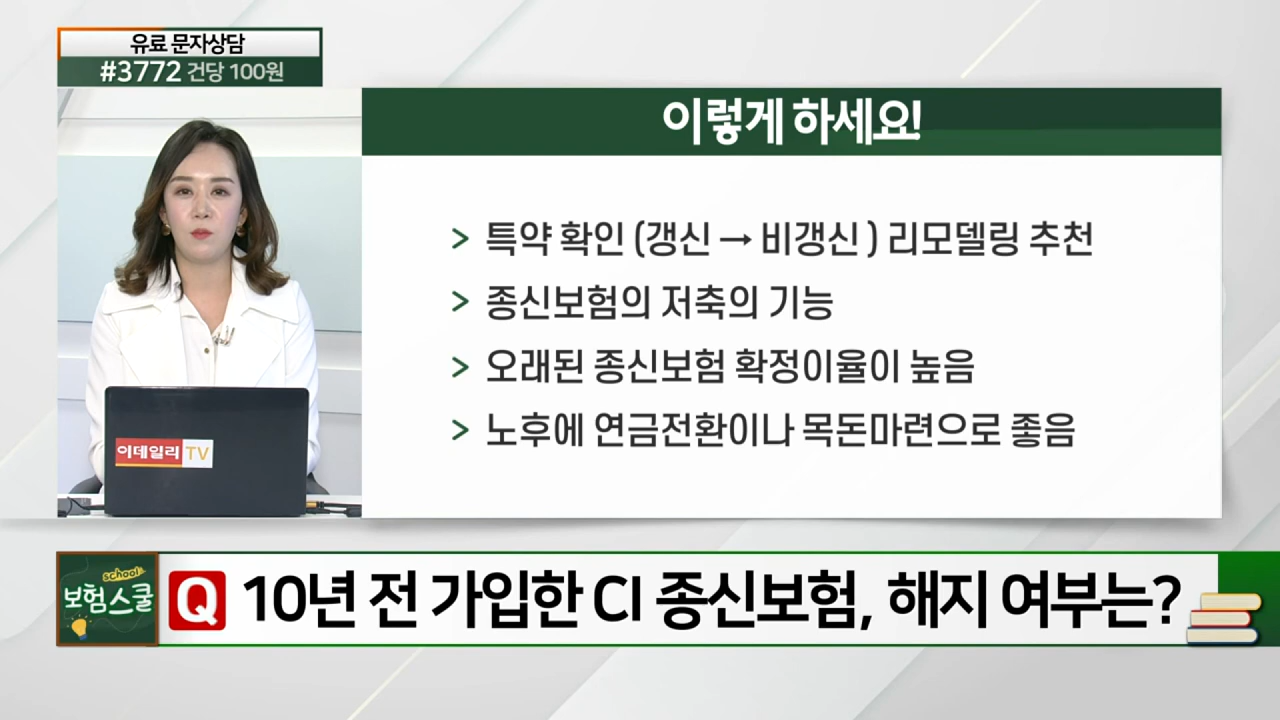 유료 문자상담
#3772 건당 100원
이렇게 하세요!
> 특약 확인 (갱신 → 비갱신 ) 리모델링 추천
> 종신보험의 저축의 기능
> 오래된 종신보험 확정이율이 높음
> 노후에 연금전환이나 목돈마련으로 좋음
이데일리 TV
school
보험스쿨
Q 10년 전 가입한 CI 종신보험, 해지 여부는?